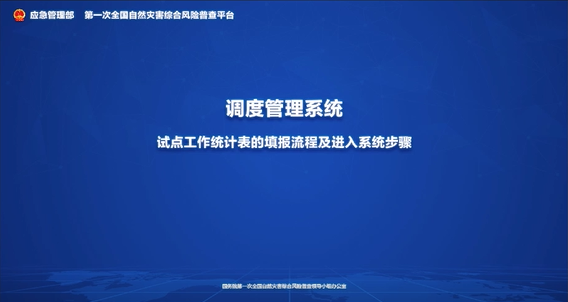 应急管理部 第一次全国自然灾害综合风险普查平台
调度管理系统
试点工作统计表的填报流程及进入系统步骤
国务院第一次全国自然灾害综合风险普查领导小组办公室